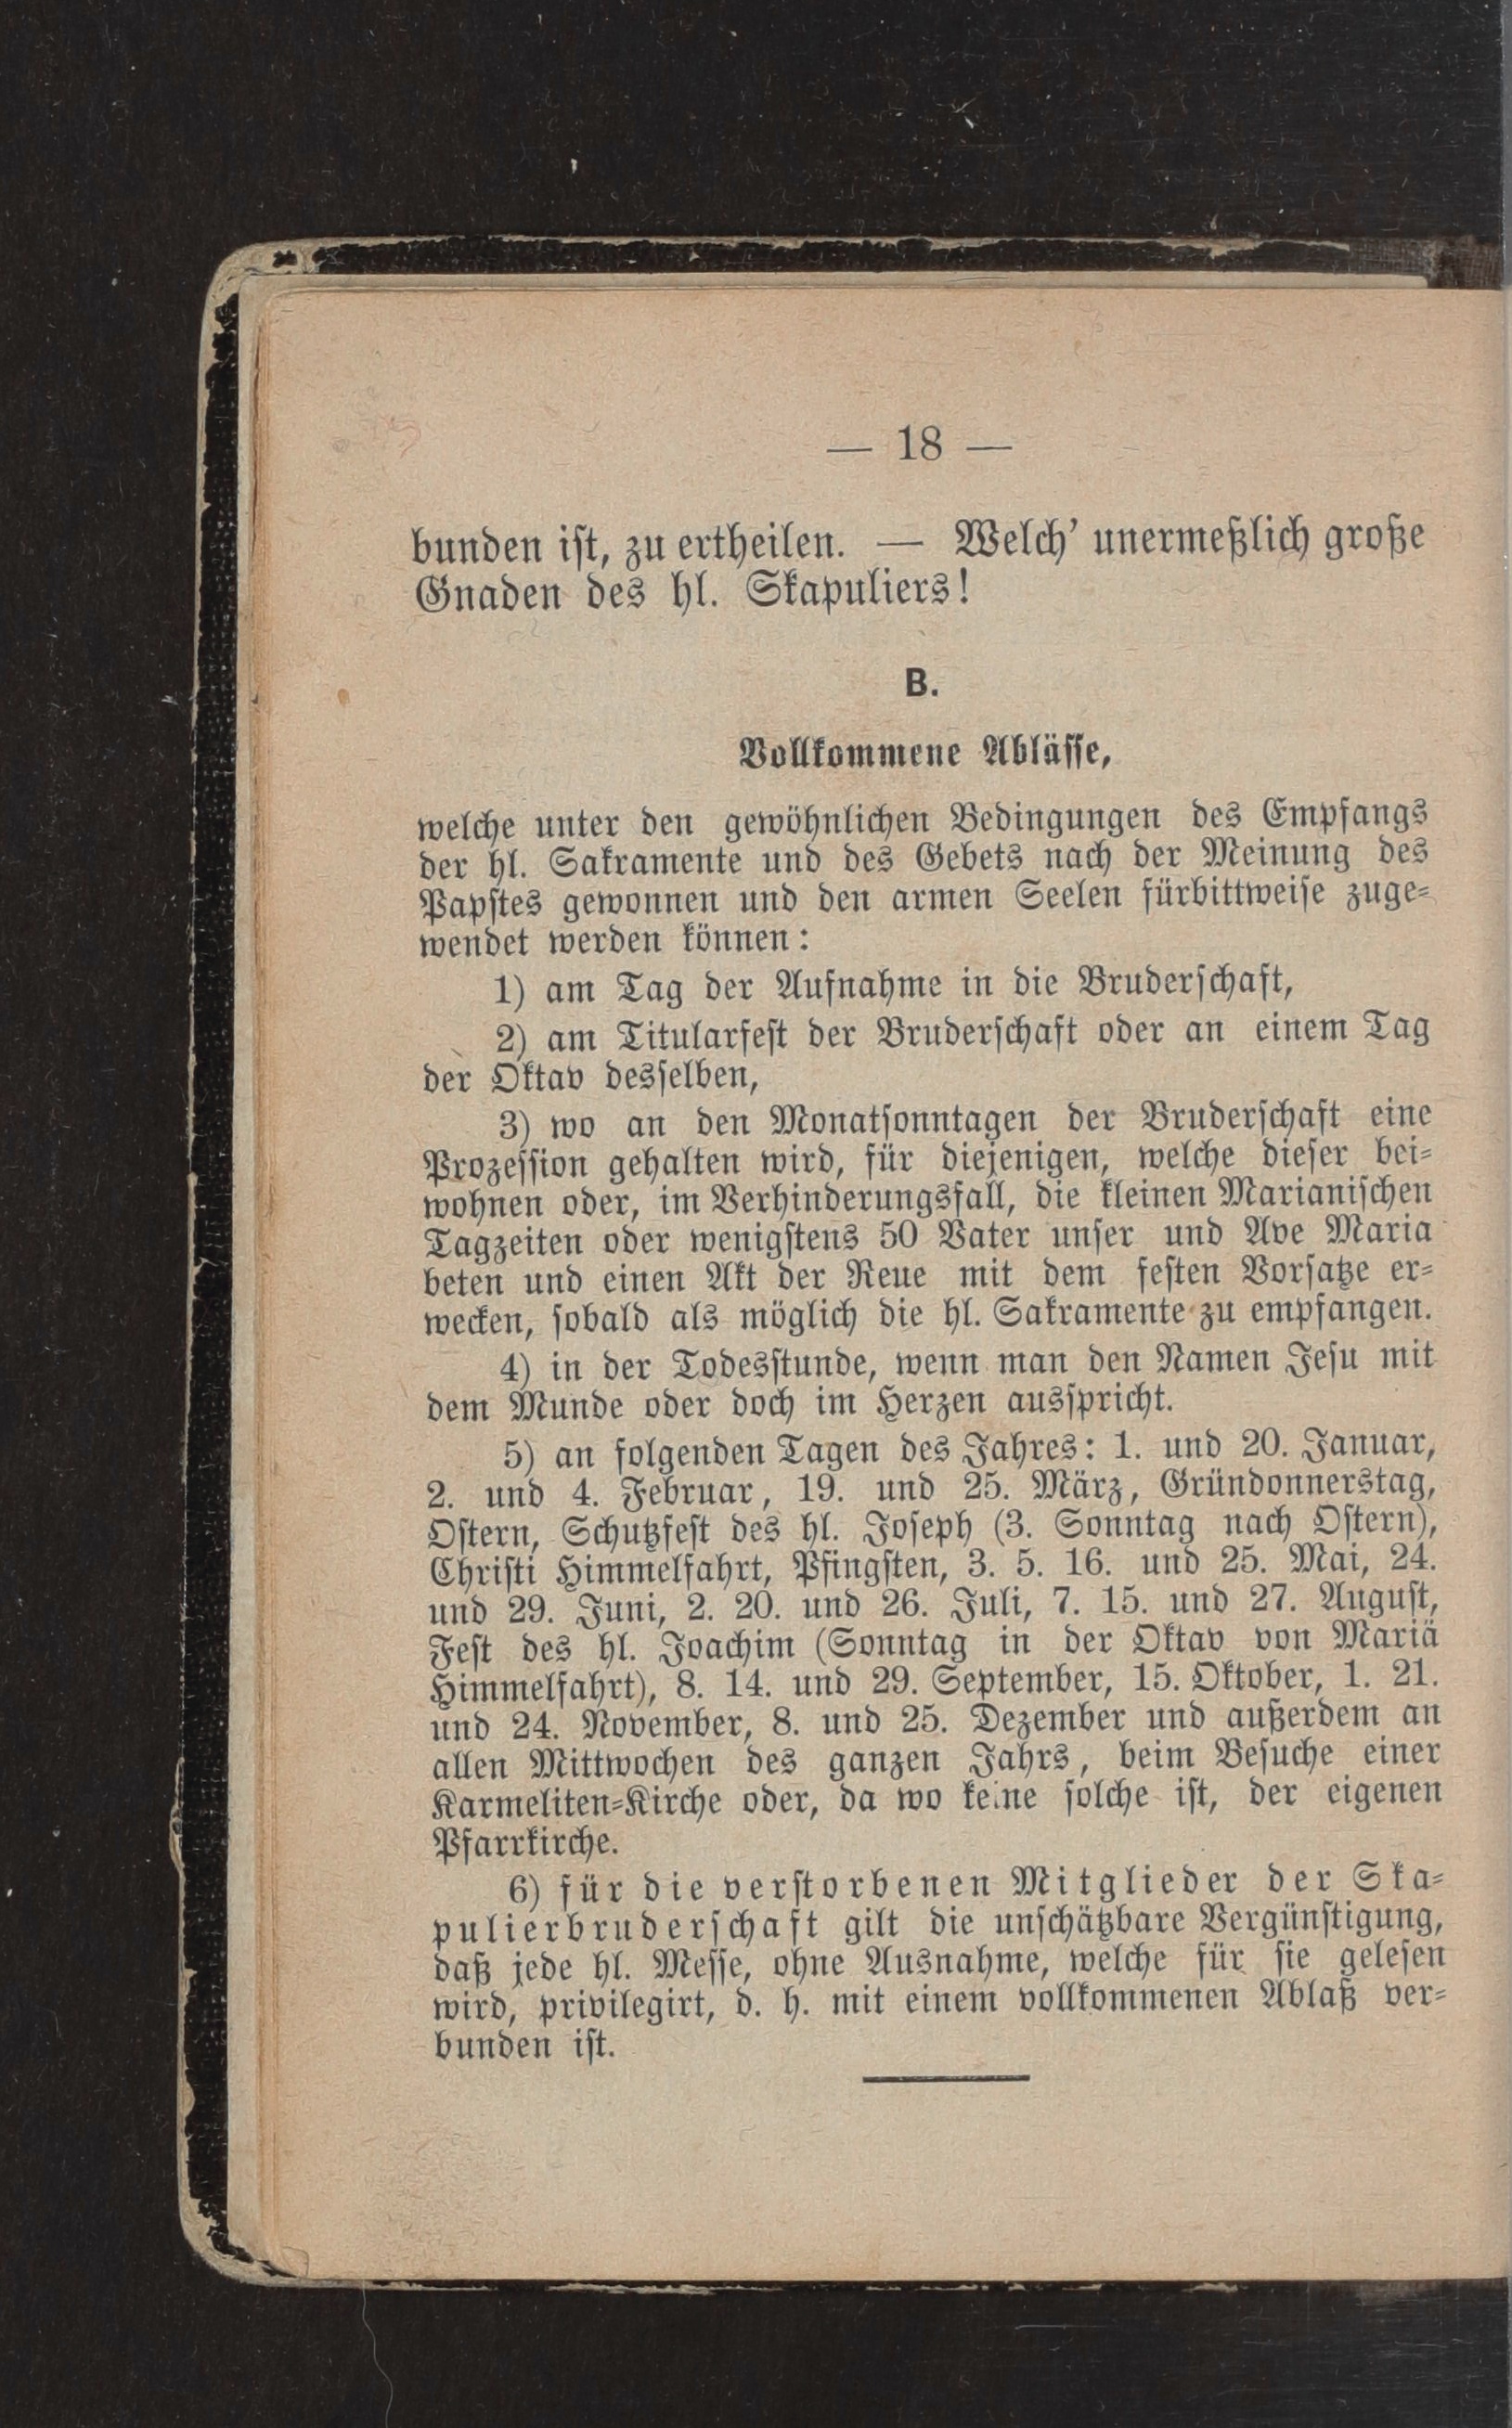 — 18 —
bunden ist, zu ertheilen. — Welch' unermeßlich große
Gnaden des hl. Skapuliers!
B.
Vollkommene Ablässe,
welche unter den gewöhnlichen Bedingungen des Empfangs
der hl. Sakramente und des Gebets nach der Meinung des
Papstes gewonnen und den armen Seelen fürbittweise zuge-
wendet werden können:
1) am Tag der Aufnahme in die Bruderschaft,
2) am Titularfest der Bruderschaft oder an einem Tag
der Oktav desselben,
3) wo an den Monatsonntagen der Bruderschaft eine
Prozession gehalten wird, für diejenigen, welche dieser bei-
wohnen oder, im Verhinderungsfall, die kleinen Marianischen
Tagzeiten oder wenigstens 50 Vater unser und Ave Maria
beten und einen Akt der Reue mit dem festen Vorsatze er-
wecken, sobald als möglich die hl. Sakramente zu empfangen.
4) in der Todesstunde, wenn man den Namen Jesu mit
dem Munde oder doch im Herzen ausspricht.
5) an folgenden Tagen des Jahres: 1. und 20. Januar,
2. und 4. Februar, 19. und 25. März, Gründonnerstag,
Ostern, Schutzfest des hl. Joseph (3. Sonntag nach Ostern),
Christi Himmelfahrt, Pfingsten, 3. 5. 16. und 25. Mai, 24.
und 29. Juni, 2. 20. und 26. Juli, 7. 15. und 27. August,
Fest des hl. Joachim (Sonntag in der Oktav von Mariä
Himmelfahrt), 8. 14. und 29. September, 15. Oktober, 1. 21.
und 24. November, 8. und 25. Dezember und außerdem an
allen Mittwochen des ganzen Jahrs, beim Besuche einer
Karmeliten-Kirche oder, da wo keine solche ist, der eigenen
Pfarrkirche.
6) für die verstorbenen Mitglieder der Ska-
pulierbruderschaft gilt die unschätzbare Vergünstigung,
daß jede hl. Messe, ohne Ausnahme, welche für sie gelesen
wird, privilegirt, d. h. mit einem vollkommenen Ablaß ver-
bunden ist.